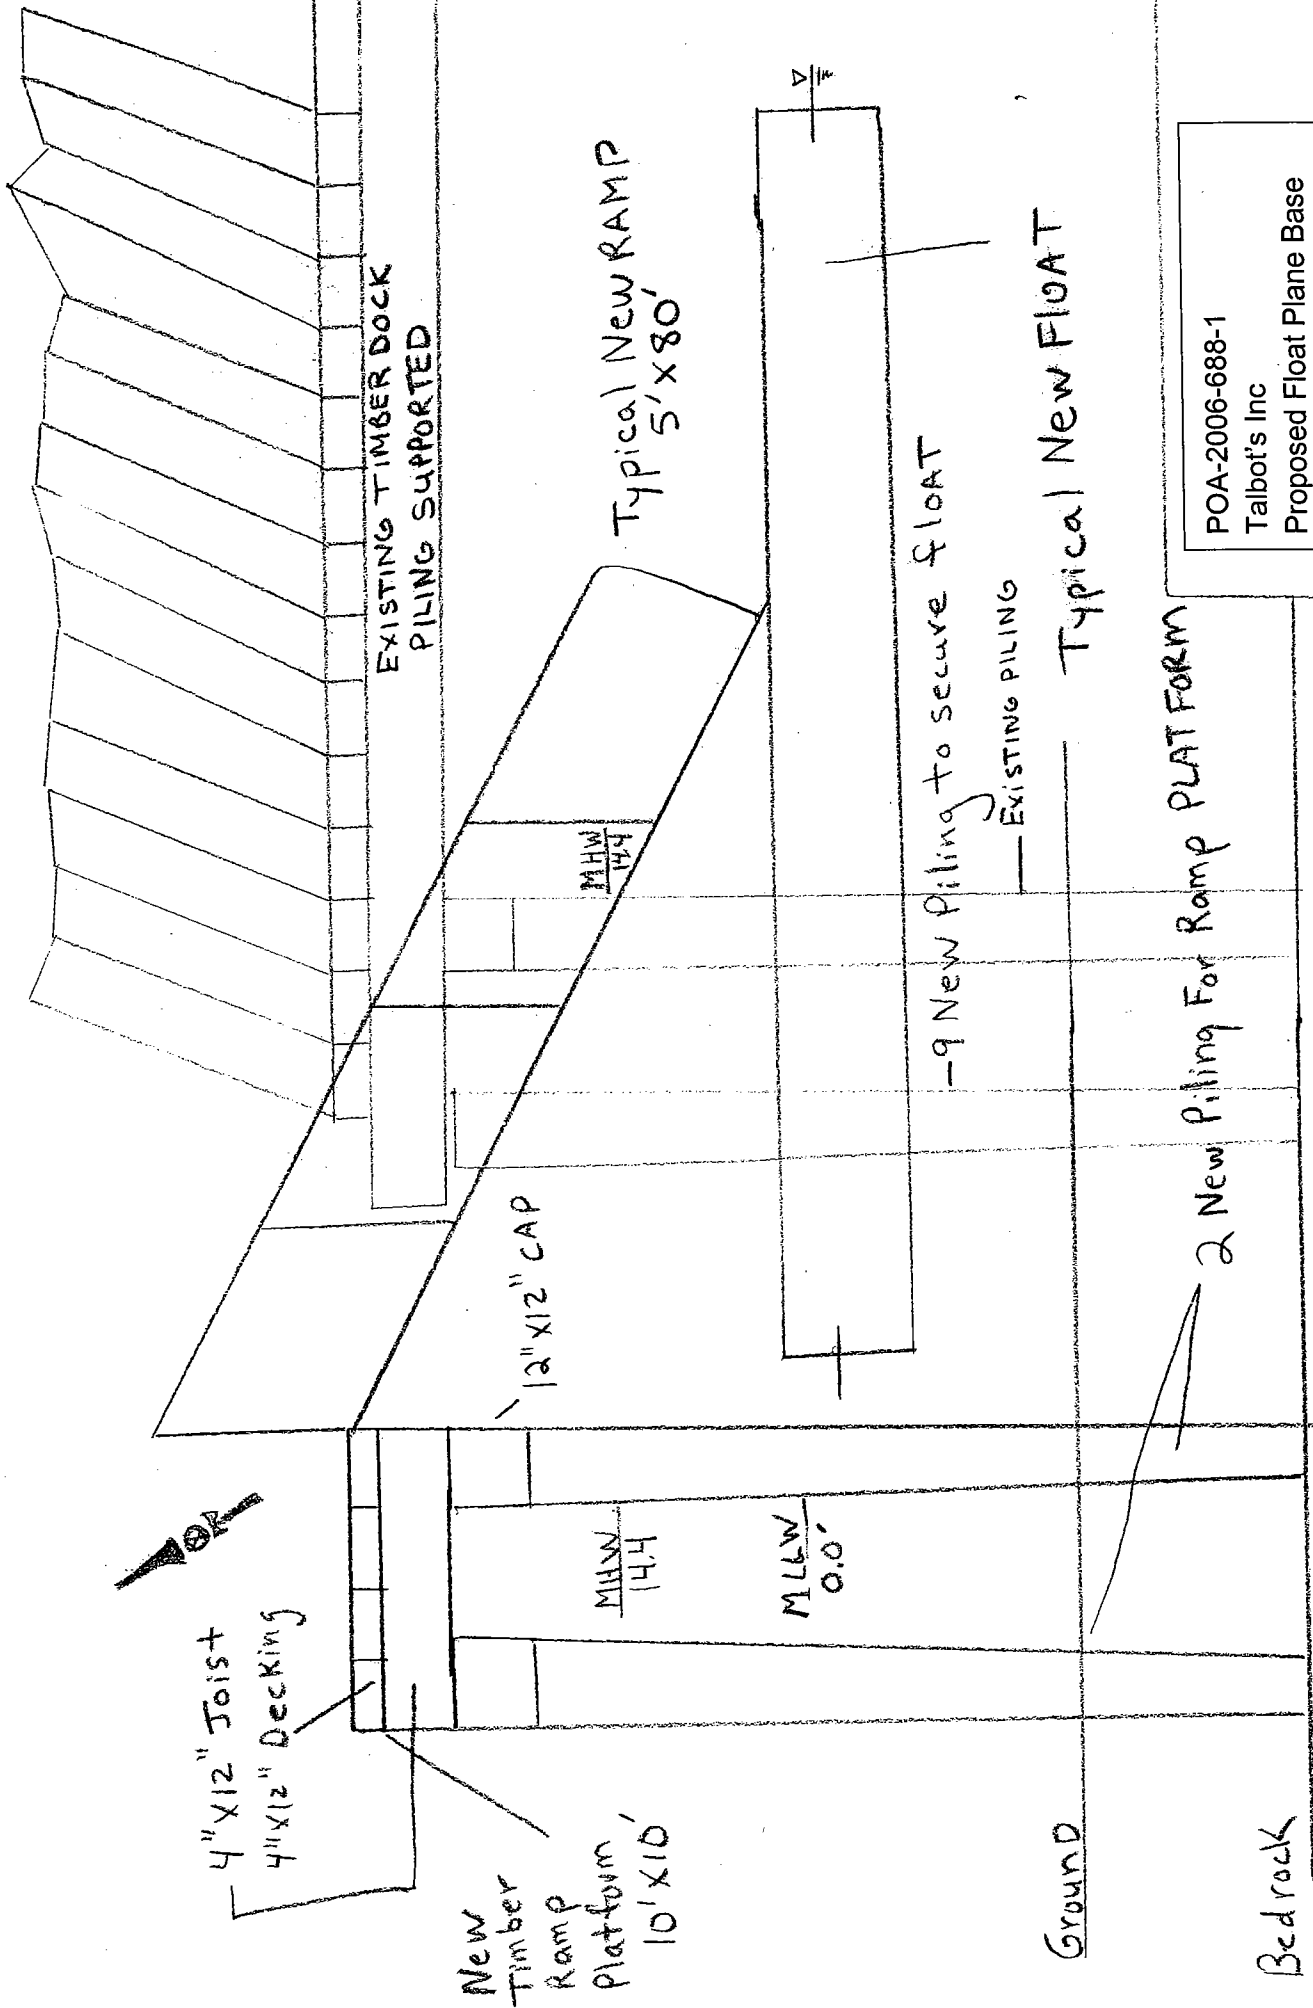 4"x12" Joist
4"x12" Decking
New
Timber
Ramp
Platform
10'x10'
12"x12" CAP
EXISTING TIMBER DOCK
PILING SUPPORTED
Typical New RAMP
5'x80'
MHW
14.4
MHW
14.4
MLLW
0.0'
-9 New Piling to secure float
EXISTING PILING
Typical New FLOAT
2 New Piling For Ramp PLATFORM
Ground
Bedrock
POA-2006-688-1
Talbot's Inc
Proposed Float Plane Base